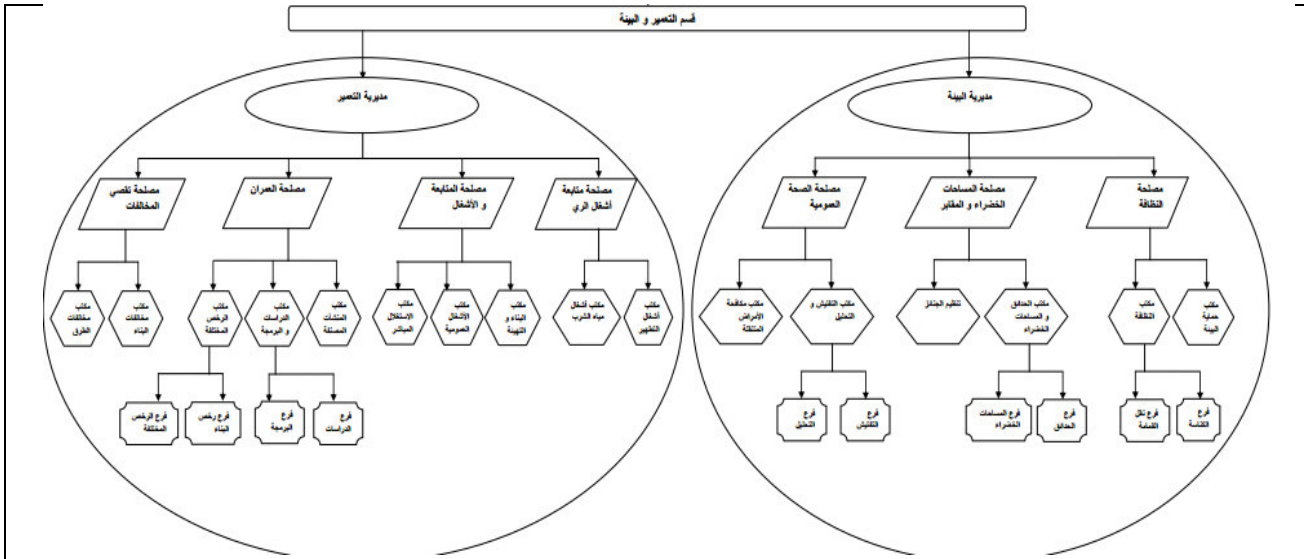 قسم التعمير و البيئة
مديرية البيئة
مديرية التعمير
مصلحة
النظافة
مصلحة المساحات
الخضراء و المقابر
مصلحة الصحة
العمومية
مصلحة متابعة
أشغال الري
مصلحة المتابعة
و الأشغال
مصلحة العمران
مصلحة تقصي
المخالفات
مكتب
حماية
البيئة
مكتب
النظافة
مكتب الحدائق
و المساحات
الخضراء
تنظيم الجنائز
مكتب التفتيش و
التحليل
مكتب مكافحة
الأمراض
المتنقلة
مكتب
أشغال
التطهير
مكتب أشغال
مياه الشرب
مكتب
البناء و
التهيئة
مكتب
الأشغال
العمومية
مكتب
الاستغلال
المباشر
مكتب
المنشآت
المصنفة
مكتب
الدراسات
و البرمجة
مكتب
الرخص
المختلفة
مكتب
مخالفات
البناء
مكتب
مخالفات
الطرق
فرع
الكناسة
فرع نقل
القمامة
فرع
الحدائق
فرع المساحات
الخضراء
فرع
التفتيش
فرع
التحليل
فرع
الدراسات
فرع
البرمجة
فرع رخص
البناء
فرع الرخص
المختلفة